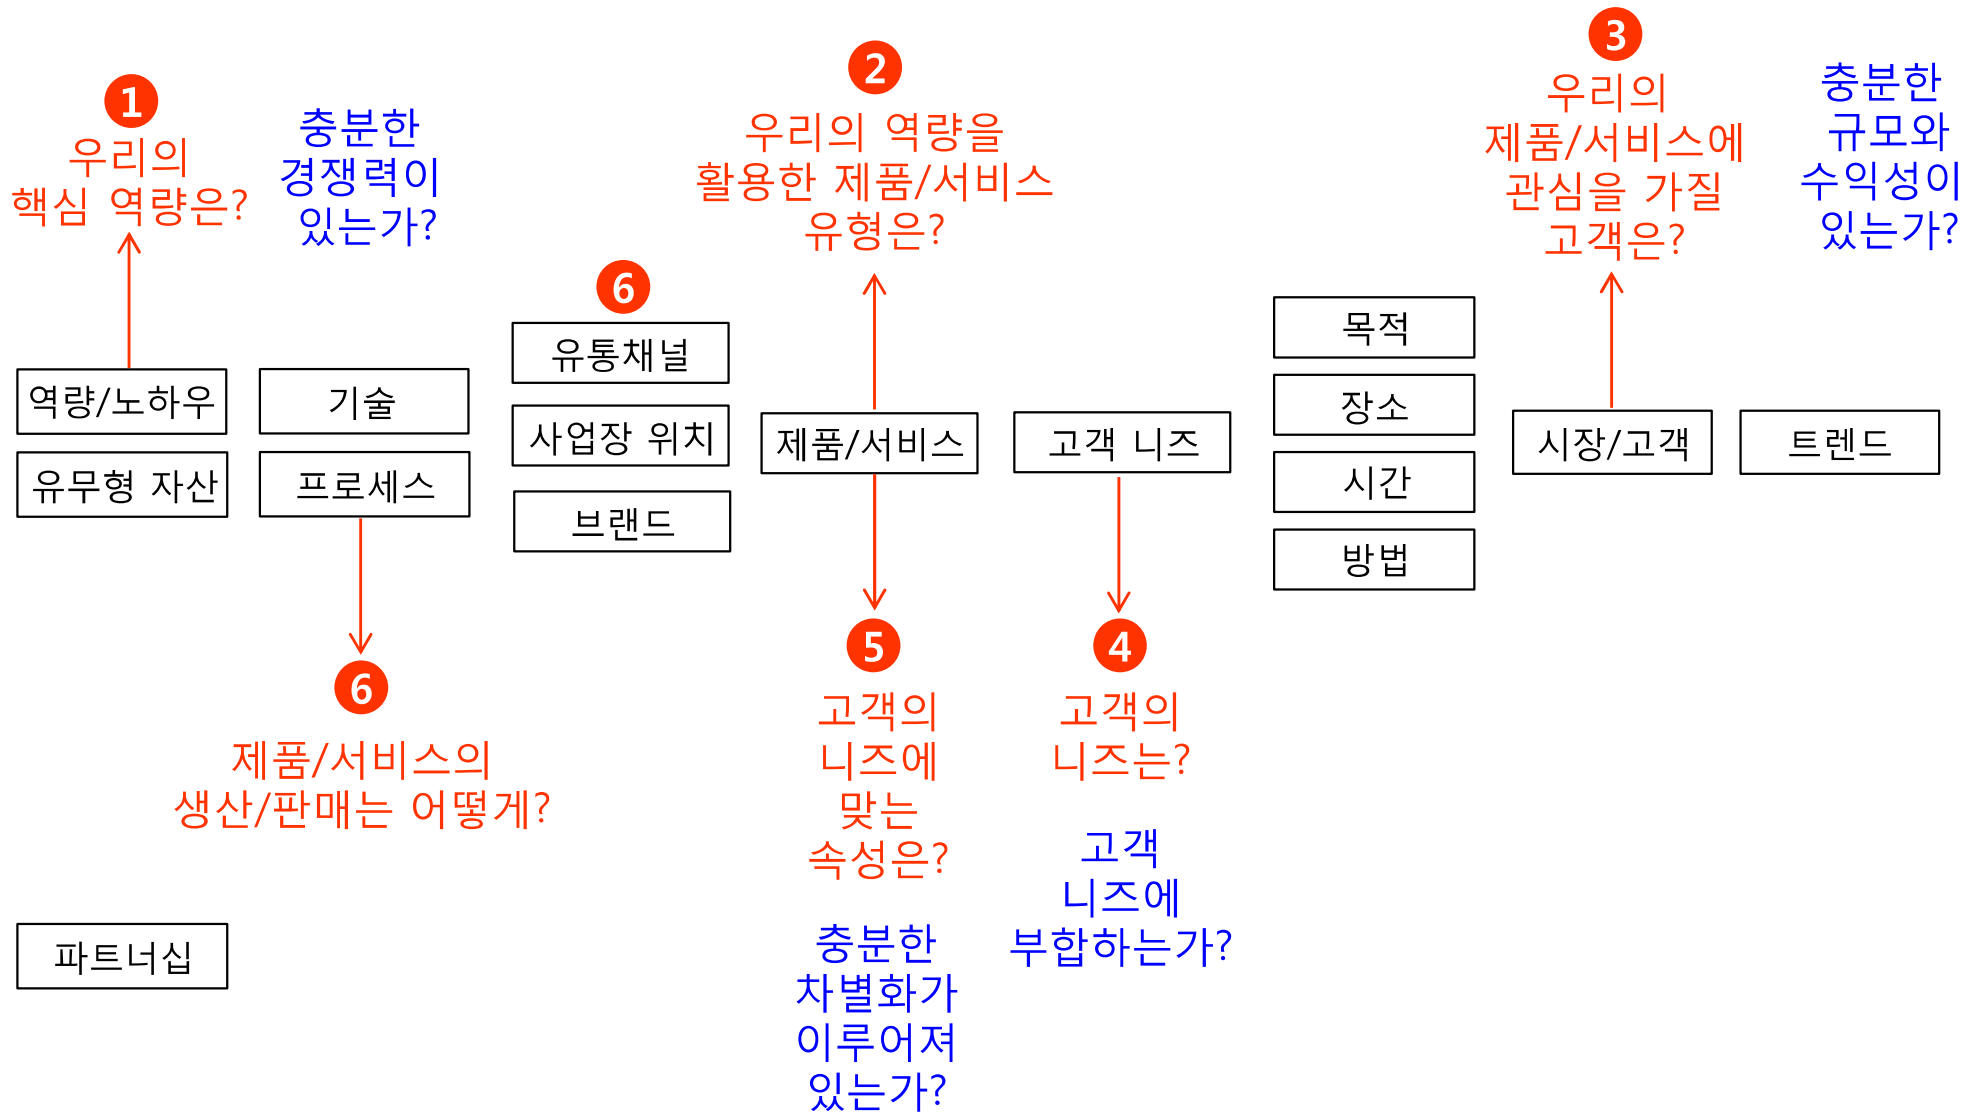 1
우리의
핵심 역량은?
충분한
경쟁력이
있는가?
2
우리의 역량을
활용한 제품/서비스
유형은?
3
우리의
제품/서비스에
관심을 가질
고객은?
충분한
규모와
수익성이
있는가?
역량/노하우
유무형 자산
기술
프로세스
6
유통채널
사업장 위치
브랜드
제품/서비스
고객 니즈
목적
장소
시간
방법
시장/고객
트렌드
6
제품/서비스의
생산/판매는 어떻게?
5
고객의
니즈에
맞는
속성은?
충분한
차별화가
이루어져
있는가?
4
고객의
니즈는?
고객
니즈에
부합하는가?
파트너십